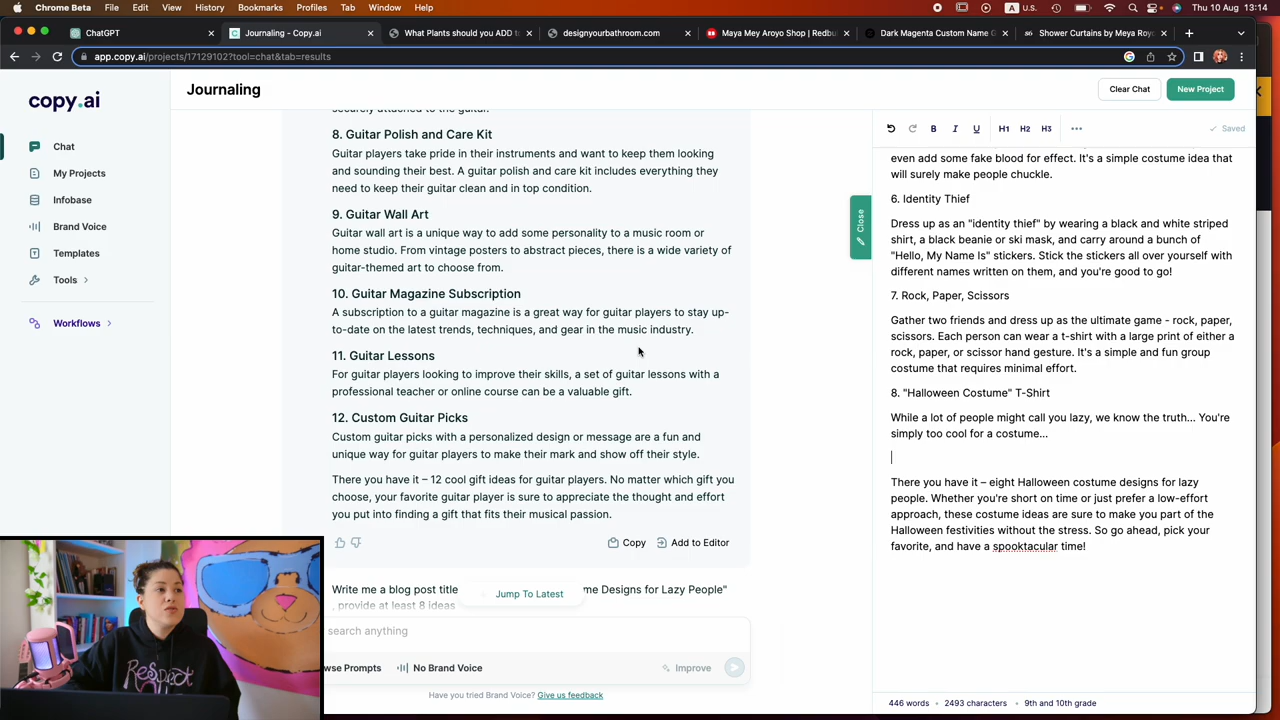 Chrome File Edit View History Bookmarks Profiles Tab Window Help
U.S. Thu 10 Aug 13:14
ChatGPT
Journaling - Copy.ai
What Plants should you ADD t
designyourbathroom.com
Maya Mey Aroyo Shop | Redbu
Dark Magenta Custom Name G
Shower Curtains by Meya Roy
app.copy.ai/projects/17129102?tool=chat&tab=results
copy.ai
Chat
My Projects
Infobase
Brand Voice
Templates
Tools
Workflows
Journaling
Clear Chat
New Project
securely attached to the guitar.
8. Guitar Polish and Care Kit
Guitar players take pride in their instruments and want to keep them looking
and sounding their best. A guitar polish and care kit includes everything they
need to keep their guitar clean and in top condition.
9. Guitar Wall Art
Guitar wall art is a unique way to add some personality to a music room or
home studio. From vintage posters to abstract pieces, there is a wide variety of
guitar-themed art to choose from.
10. Guitar Magazine Subscription
A subscription to a guitar magazine is a great way for guitar players to stay up-
to-date on the latest trends, techniques, and gear in the music industry.
11. Guitar Lessons
For guitar players looking to improve their skills, a set of guitar lessons with a
professional teacher or online course can be a valuable gift.
12. Custom Guitar Picks
Custom guitar picks with a personalized design or message are a fun and
unique way for guitar players to make their mark and show off their style.
There you have it – 12 cool gift ideas for guitar players. No matter which gift you
choose, your favorite guitar player is sure to appreciate the thought and effort
you put into finding a gift that fits their musical passion.
Copy
Add to Editor
Write me a blog post title me Designs for Lazy People"
, provide at least 8 ideas
Jump To Latest
search anything
wse Prompts
No Brand Voice
Improve
Have you tried Brand Voice? Give us feedback
Close
B I U H1 H2 H3
Saved
even add some fake blood for effect. It's a simple costume idea that
will surely make people chuckle.
6. Identity Thief
Dress up as an "identity thief" by wearing a black and white striped
shirt, a black beanie or ski mask, and carry around a bunch of
"Hello, My Name Is" stickers. Stick the stickers all over yourself with
different names written on them, and you're good to go!
7. Rock, Paper, Scissors
Gather two friends and dress up as the ultimate game - rock, paper,
scissors. Each person can wear a t-shirt with a large print of either a
rock, paper, or scissor hand gesture. It's a simple and fun group
costume that requires minimal effort.
8. "Halloween Costume" T-Shirt
While a lot of people might call you lazy, we know the truth... You're
simply too cool for a costume...
There you have it – eight Halloween costume designs for lazy
people. Whether you're short on time or just prefer a low-effort
approach, these costume ideas are sure to make you part of the
Halloween festivities without the stress. So go ahead, pick your
favorite, and have a spooktacular time!
446 words • 2493 characters • 9th and 10th grade